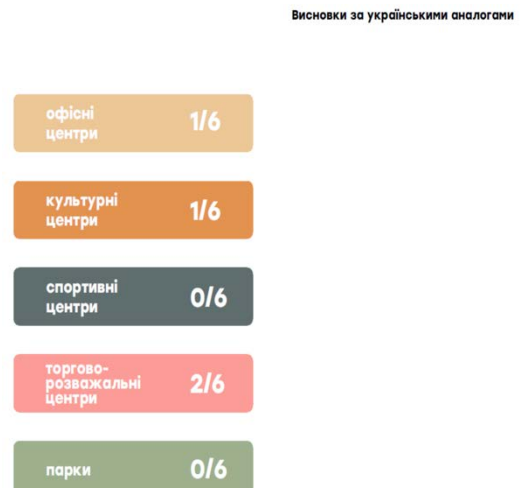 Висновки за українськими аналогами
офісні
центри
1/6
культурні
центри
1/6
спортивні
центри
0/6
торгово-
розважальні
центри
2/6
парки
0/6